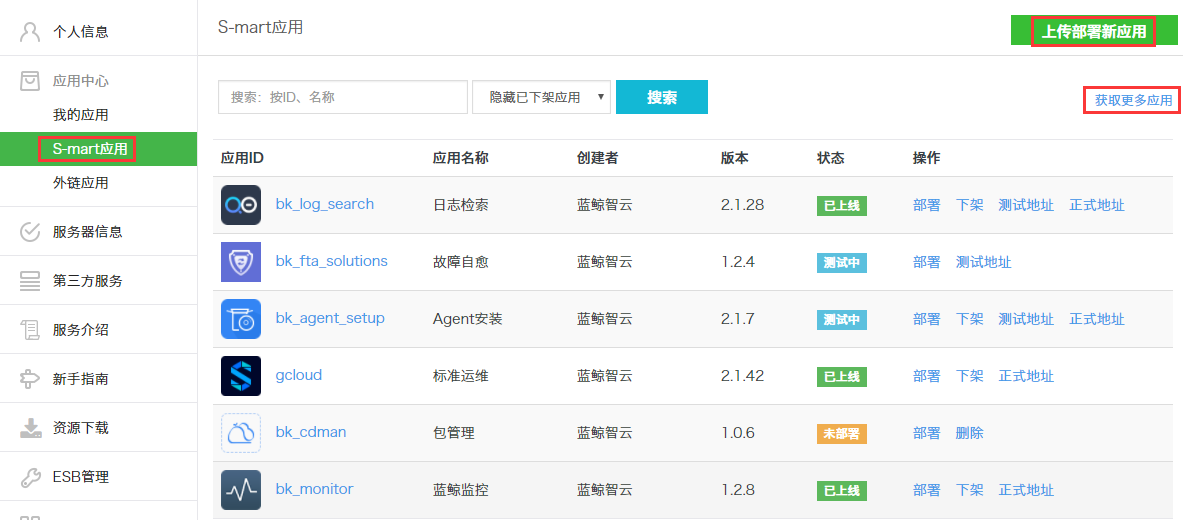 个人信息
应用中心
我的应用
S-mart应用
外链应用
服务器信息
第三方服务
服务介绍
新手指南
资源下载
ESB管理
S-mart应用
上传部署新应用
搜索：按ID、名称 隐藏已下架应用 搜索
获取更多应用
应用ID 应用名称 创建者 版本 状态 操作
bk_log_search 日志检索 蓝鲸智云 2.1.28 已上线 部署 下架 测试地址 正式地址
bk_fta_solutions 故障自愈 蓝鲸智云 1.2.4 测试中 部署 测试地址
bk_agent_setup Agent安装 蓝鲸智云 2.1.7 测试中 部署 下架 测试地址 正式地址
gcloud 标准运维 蓝鲸智云 2.1.42 已上线 部署 下架 正式地址
bk_cdman 包管理 蓝鲸智云 1.0.6 未部署 部署 删除
bk_monitor 蓝鲸监控 蓝鲸智云 1.2.8 已上线 部署 下架 正式地址